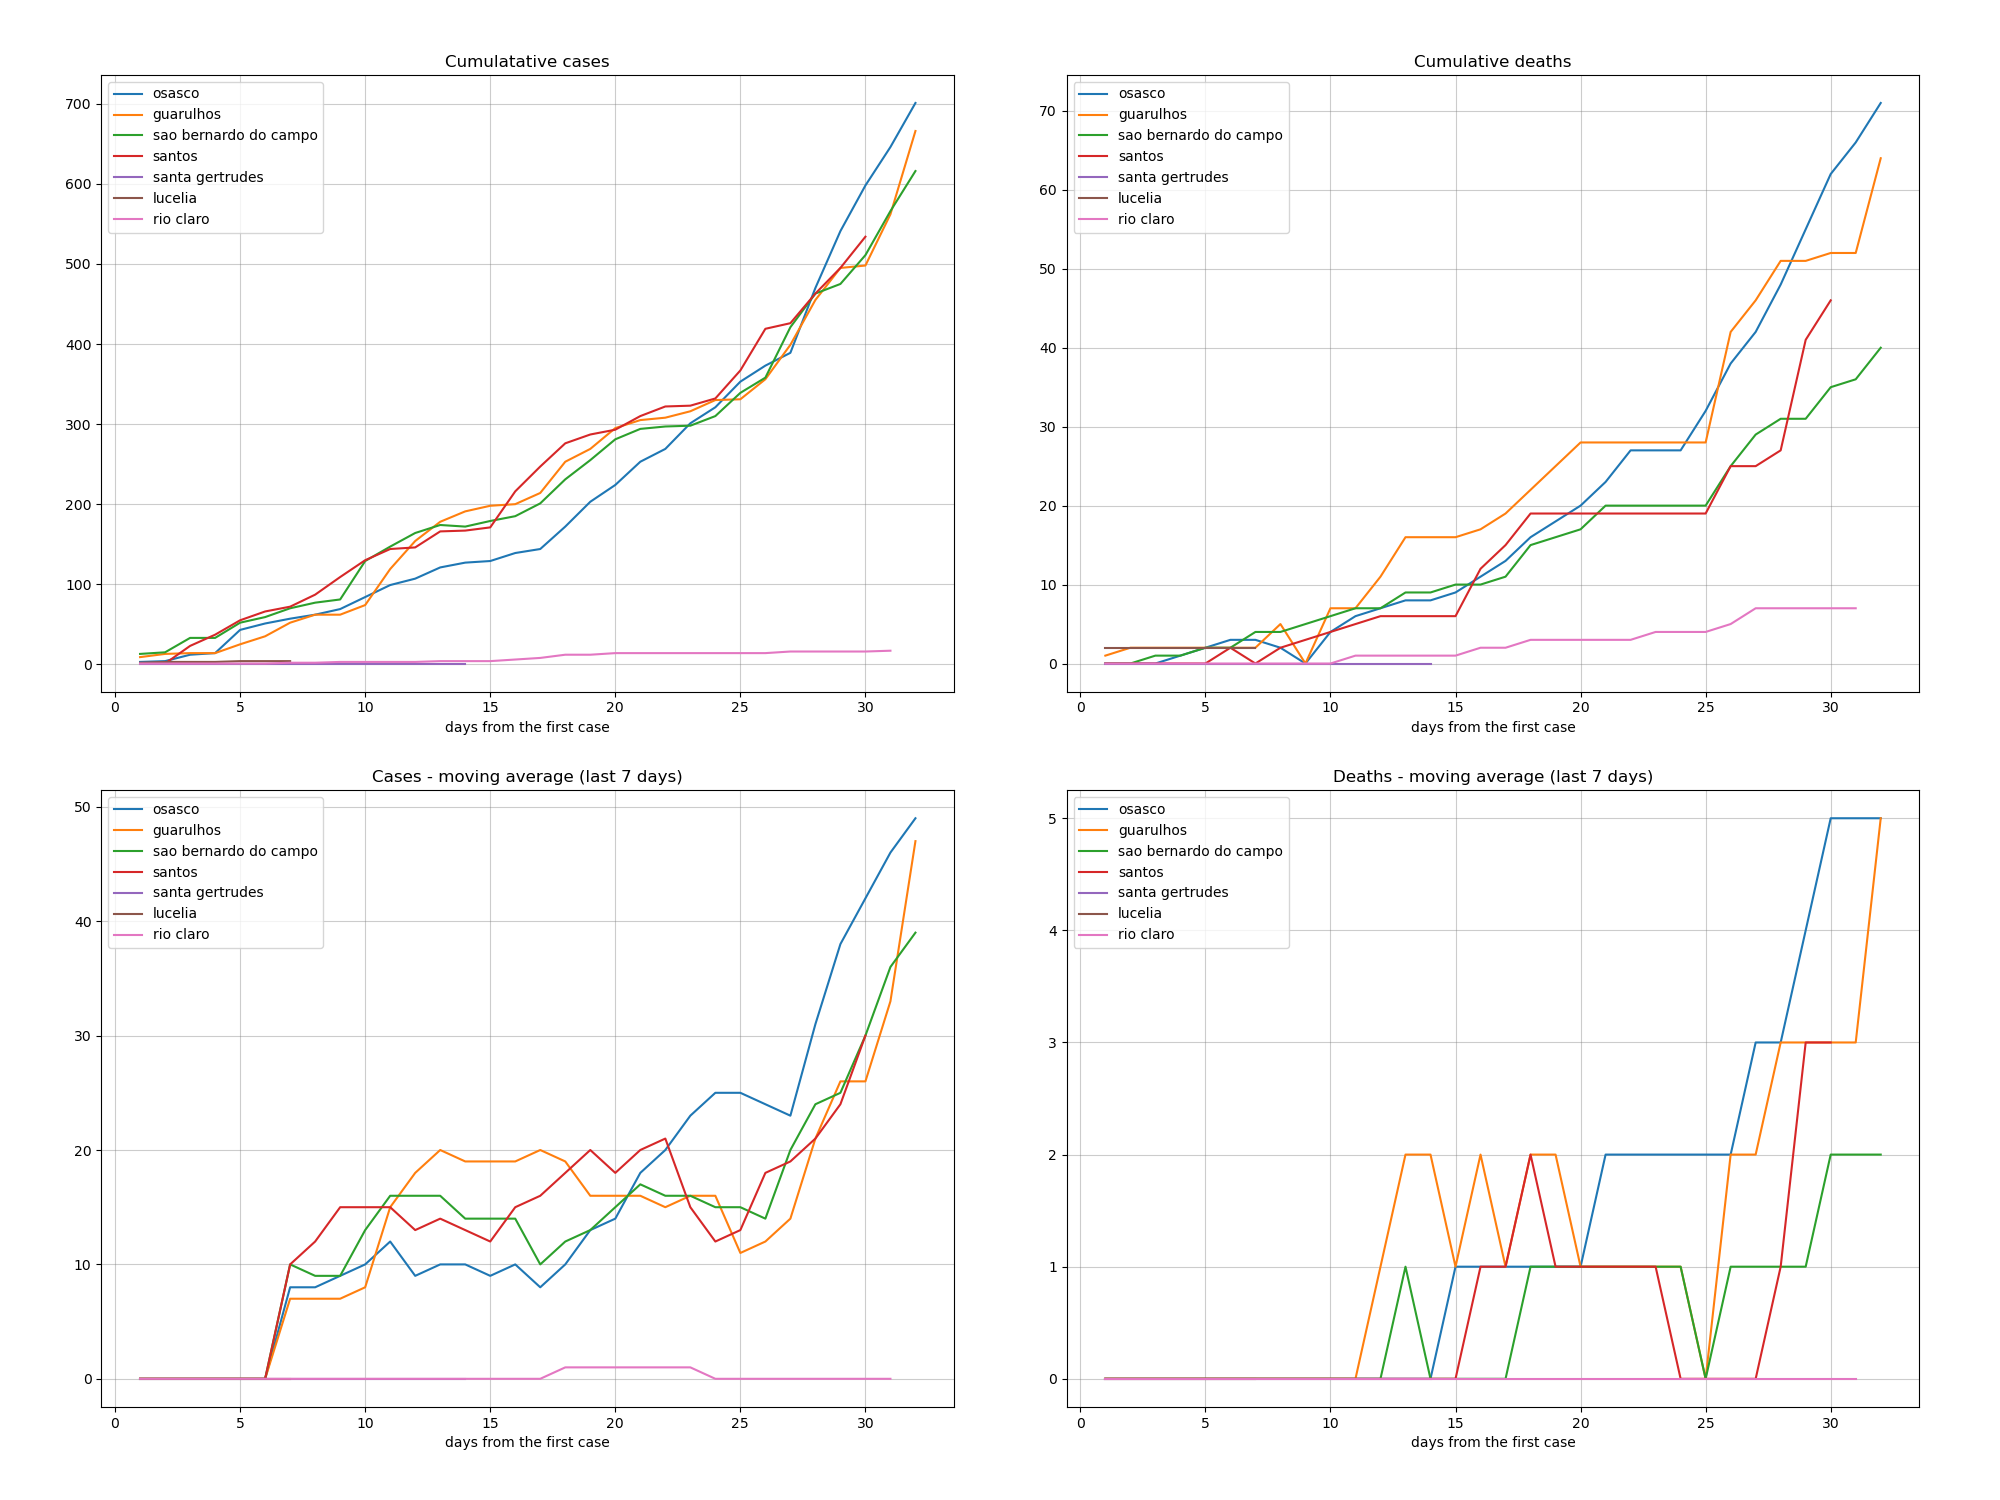 Cumulatative cases
osasco
guarulhos
sao bernardo do campo
santos
santa gertrudes
lucelia
rio claro
700
600
500
400
300
200
100
0
0 5 10 15 20 25 30
days from the first case
Cumulative deaths
osasco
guarulhos
sao bernardo do campo
santos
santa gertrudes
lucelia
rio claro
70
60
50
40
30
20
10
0
0 5 10 15 20 25 30
days from the first case
Cases - moving average (last 7 days)
osasco
guarulhos
sao bernardo do campo
santos
santa gertrudes
lucelia
rio claro
50
40
30
20
10
0
0 5 10 15 20 25 30
days from the first case
Deaths - moving average (last 7 days)
osasco
guarulhos
sao bernardo do campo
santos
santa gertrudes
lucelia
rio claro
5
4
3
2
1
0
0 5 10 15 20 25 30
days from the first case